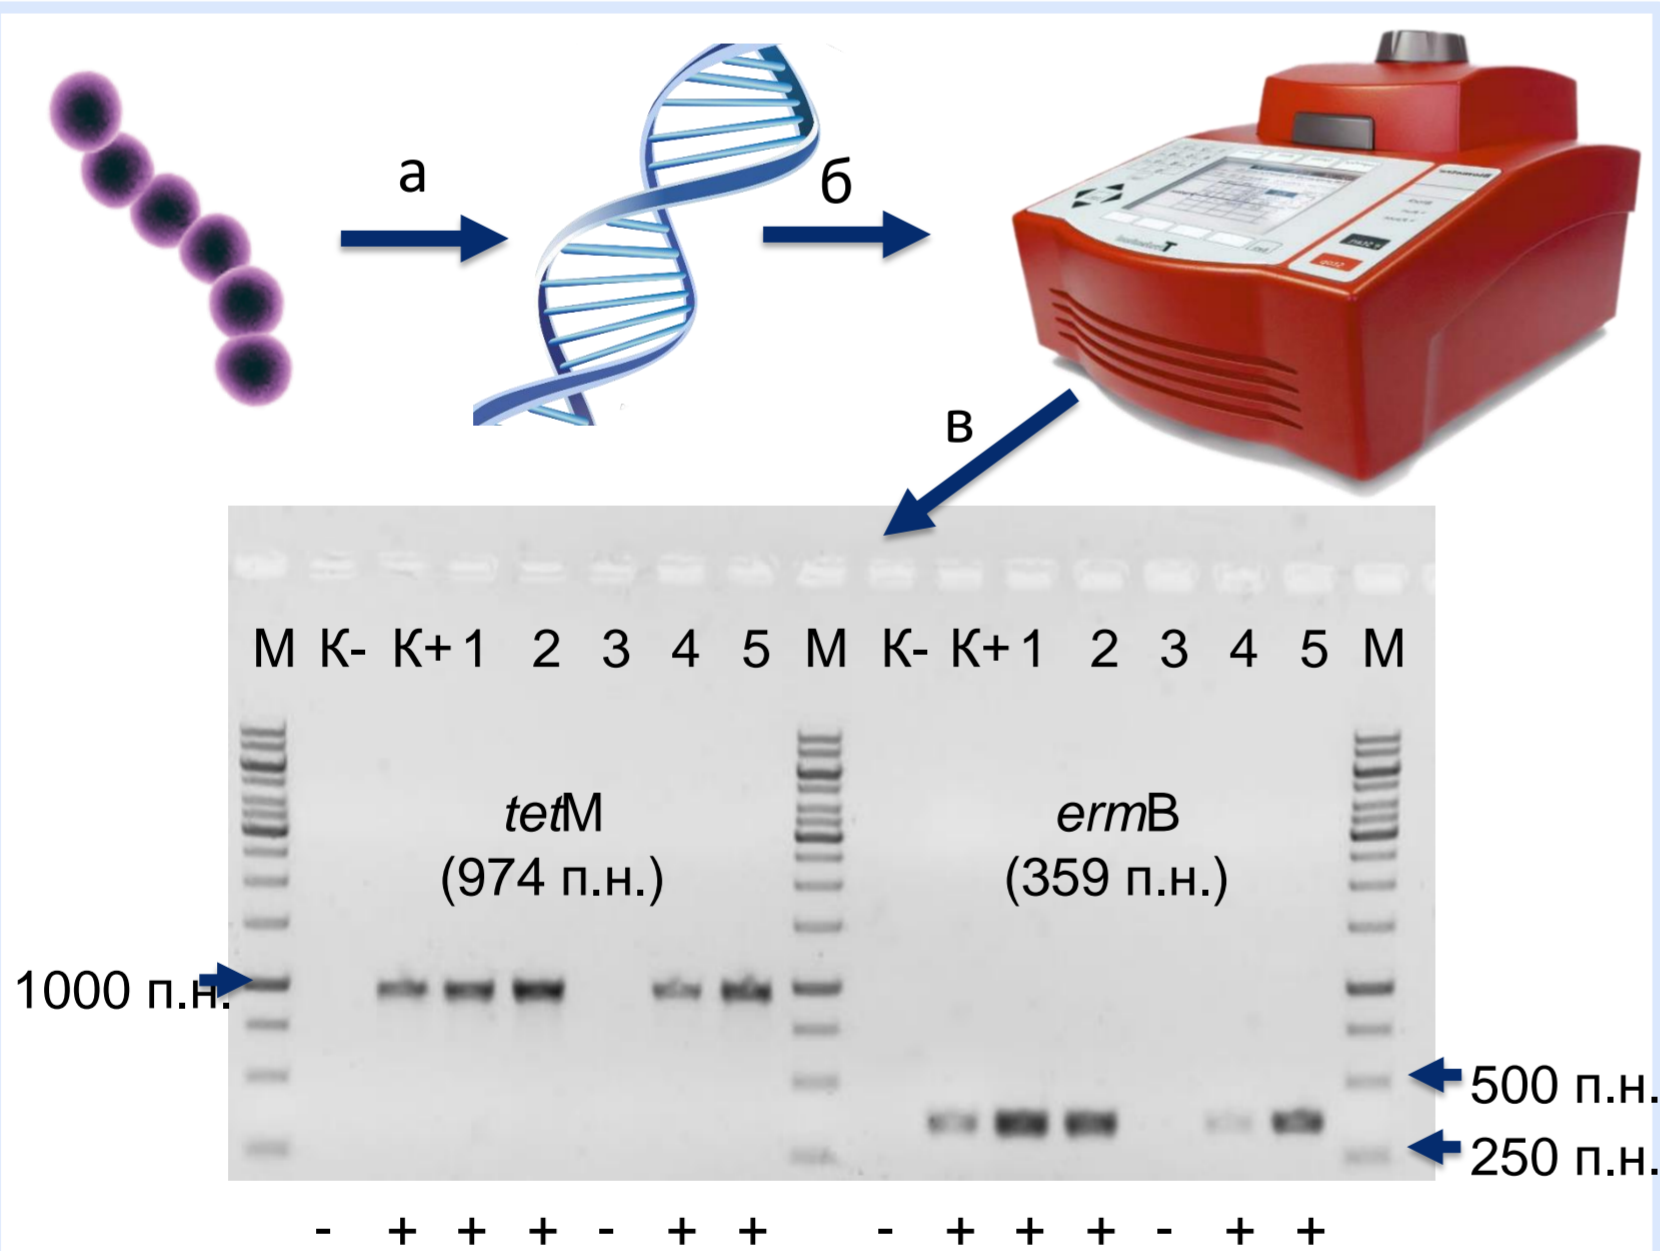 а
б
в
М К- К+ 1 2 3 4 5 М К- К+ 1 2 3 4 5 М
tetM
(974 п.н.)
ermB
(359 п.н.)
1000 п.н.
500 п.н.
250 п.н.
- + + + - + + - + + + - + +